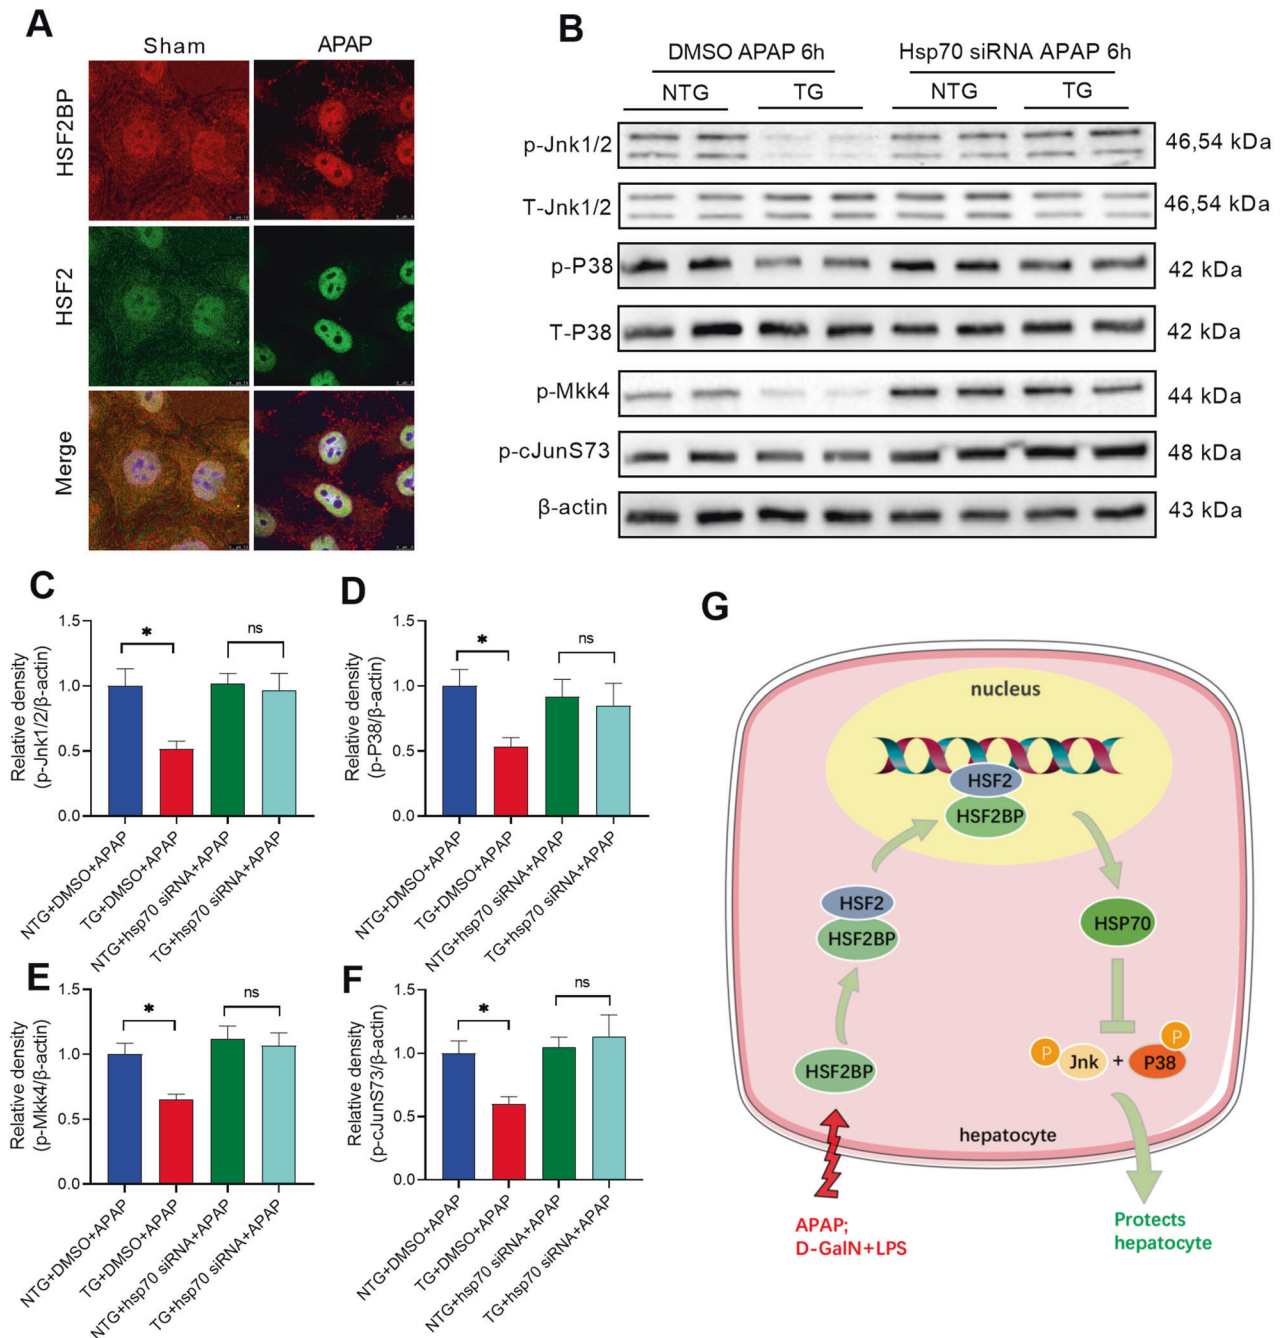 A
Sham
APAP
HSF2BP
HSF2
Merge
B
DMSO APAP 6h
Hsp70 siRNA APAP 6h
NTG
TG
NTG
TG
p-Jnk1/2
46,54 kDa
T-Jnk1/2
46,54 kDa
p-P38
42 kDa
T-P38
42 kDa
p-Mkk4
44 kDa
p-cJunS73
48 kDa
β-actin
43 kDa
C
Relative density
(p-Jnk1/2/β-actin)
1.5
1.0
0.5
0.0
*
ns
NTG+DMSO+APAP
TG+DMSO+APAP
NTG+hsp70 siRNA+APAP
TG+hsp70 siRNA+APAP
D
Relative density
(p-P38/β-actin)
1.5
1.0
0.5
0.0
*
ns
NTG+DMSO+APAP
TG+DMSO+APAP
NTG+hsp70 siRNA+APAP
TG+hsp70 siRNA+APAP
E
Relative density
(p-Mkk4/β-actin)
1.5
1.0
0.5
0.0
*
ns
NTG+DMSO+APAP
TG+DMSO+APAP
NTG+hsp70 siRNA+APAP
TG+hsp70 siRNA+APAP
F
Relative density
(p-cJunS73/β-actin)
1.5
1.0
0.5
0.0
*
ns
NTG+DMSO+APAP
TG+DMSO+APAP
NTG+hsp70 siRNA+APAP
TG+hsp70 siRNA+APAP
G
nucleus
HSF2
HSF2BP
HSF2
HSF2BP
HSP70
HSF2BP
P
Jnk
+
P38
P
hepatocyte
APAP;
D-GalN+LPS
Protects
hepatocyte